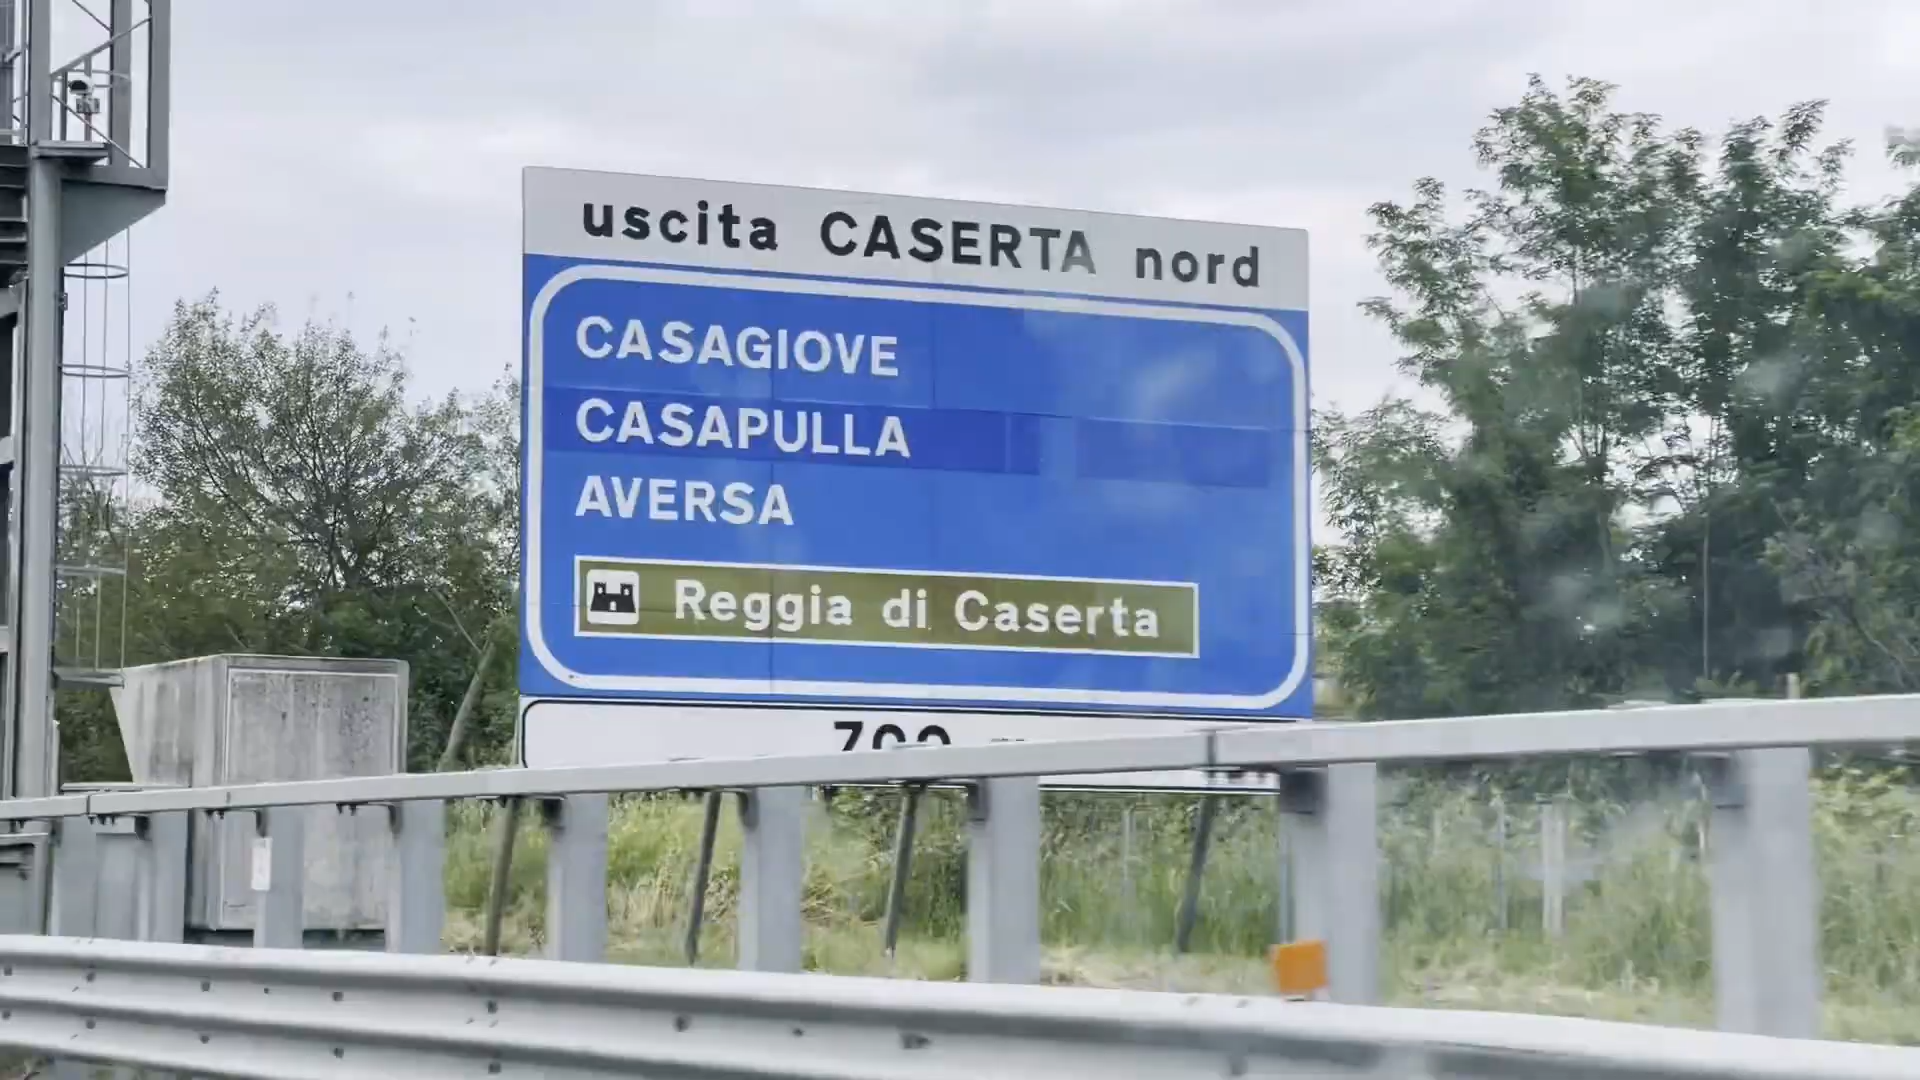 uscita CASERTA nord
CASAGIOVE
CASAPULLA
AVERSA
Reggia di Caserta